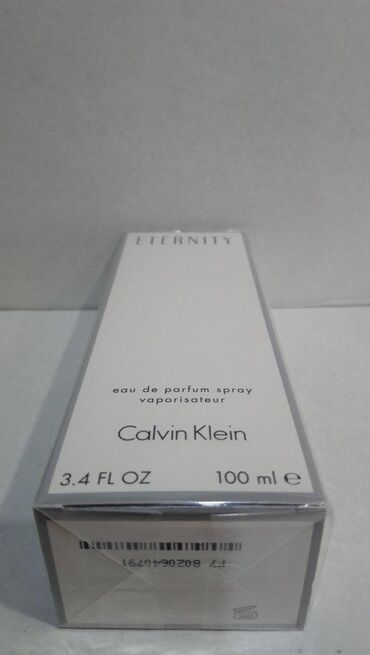 ETERNITY
eau de parfum spray
vaporisateur
Calvin Klein
3.4 FL OZ 100 ml e